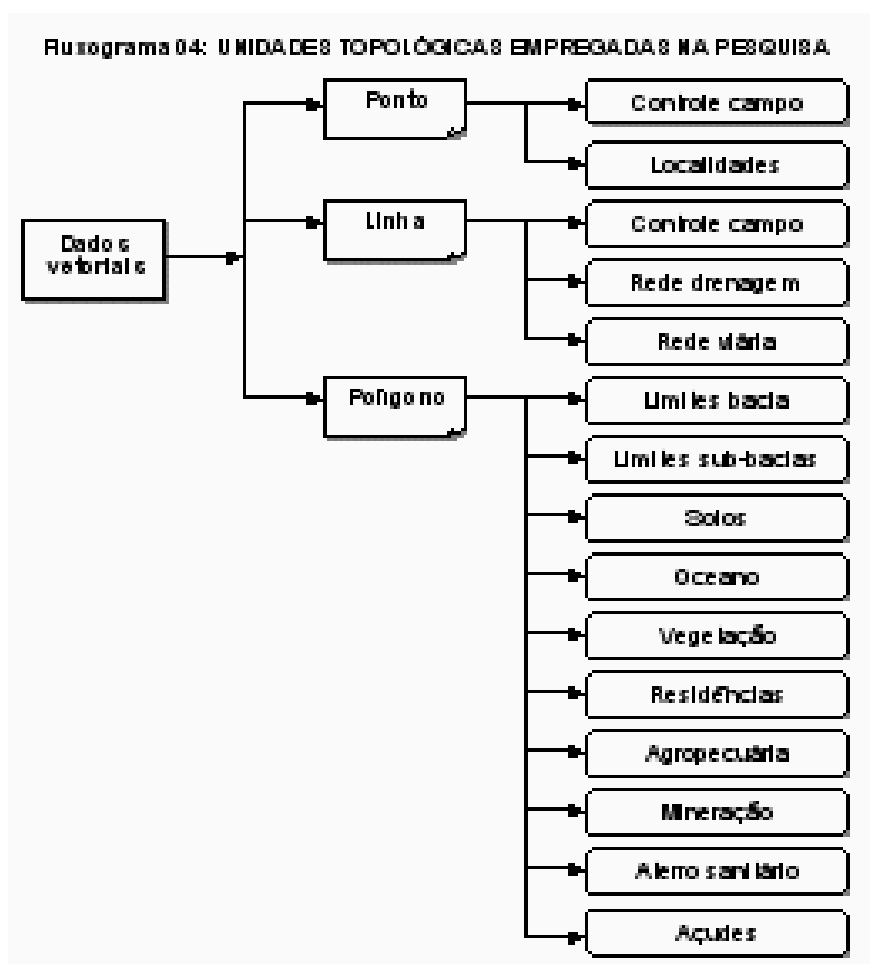 Fluxograma 04: UNIDADES TOPOLÓGICAS EMPREGADAS NA PESQUISA
Dados
vetoriais
Ponto
Controle campo
Localidades
Linha
Controle campo
Rede drenagem
Rede viária
Polígono
Limites bacia
Limites sub-bacias
Solos
Oceano
Vegetação
Residências
Agropecuária
Mineração
Aterro sanitário
Açudes